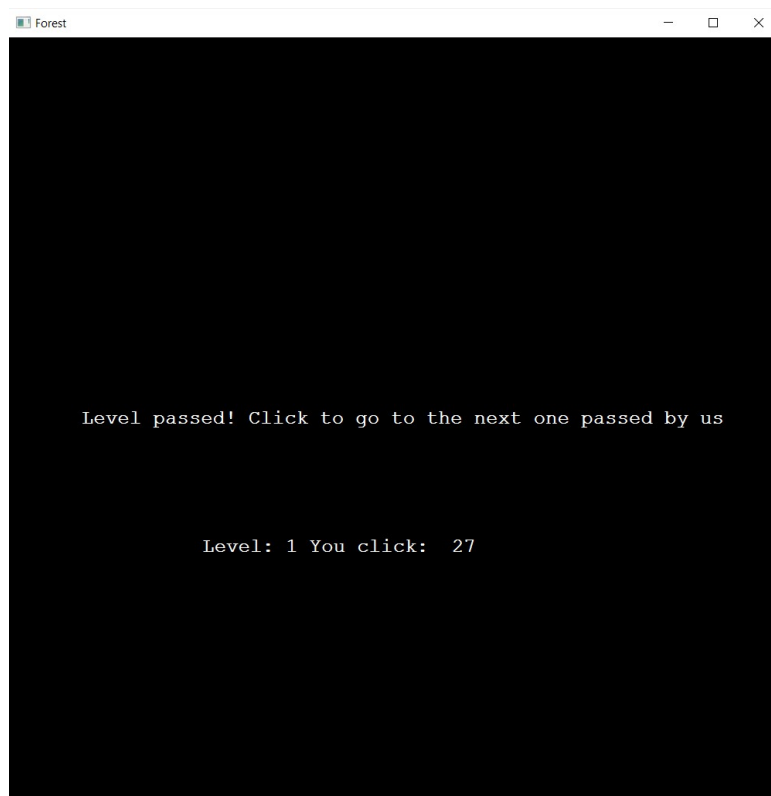 Forest
Level passed! Click to go to the next one passed by us
Level: 1 You click:  27